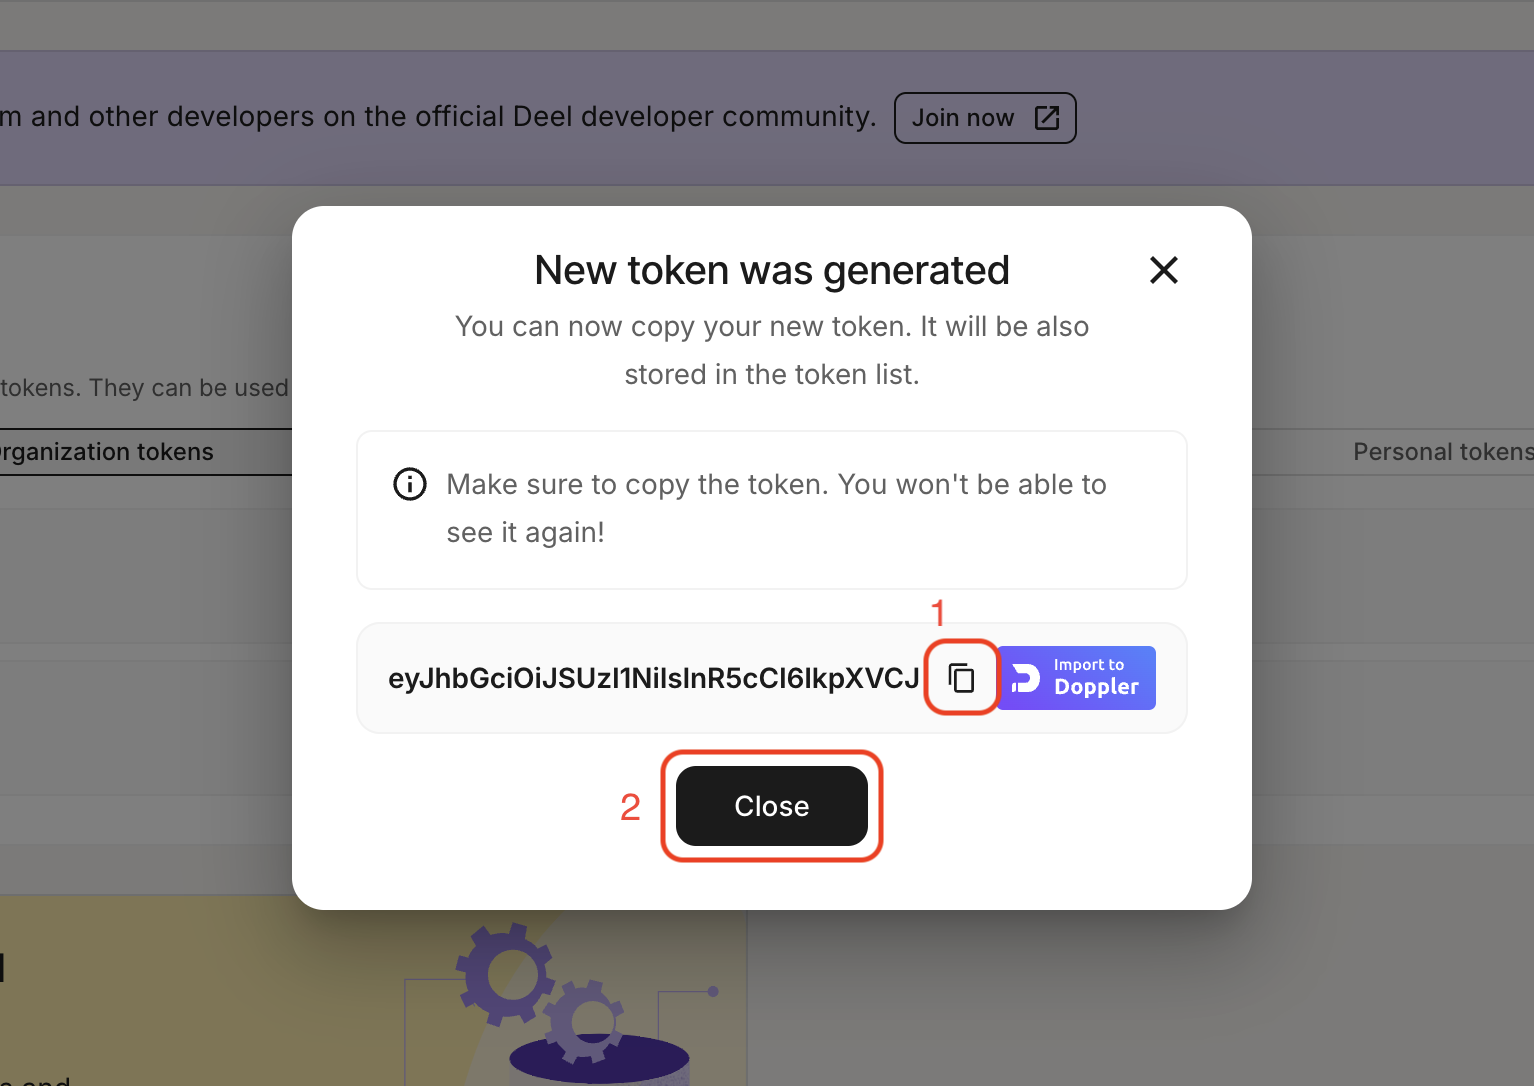 m and other developers on the official Deel developer community.
Join now
New token was generated
You can now copy your new token. It will be also
stored in the token list.
tokens. They can be used
rganization tokens
Personal tokens
Make sure to copy the token. You won't be able to
see it again!
1
eyJhbGciOiJSUzI1NiIsInR5cCI6IkpXVCJ
Import to
Doppler
2
Close
and